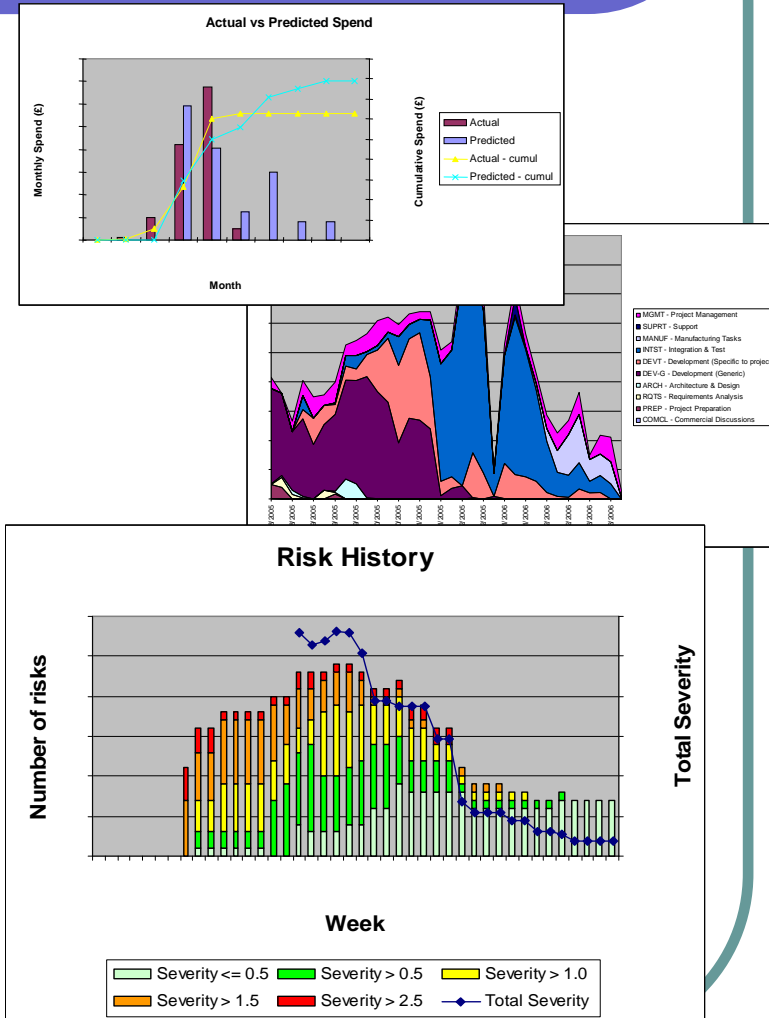 Actual vs Predicted Spend
Monthly Spend (£)
Cumulative Spend (£)
Actual
Predicted
Actual - cumul
Predicted - cumul
Month
MGMT - Project Management
SUPRT - Support
MANUF - Manufacturing Tasks
INTST - Integration & Test
DEVT - Development (Specific to project
DEV-G - Development (Generic)
ARCH - Architecture & Design
RQTS - Requirements Analysis
PREP - Project Preparation
COMCL - Commercial Discussions
Risk History
Number of risks
Total Severity
Week
Severity <= 0.5
Severity > 0.5
Severity > 1.0
Severity > 1.5
Severity > 2.5
Total Severity